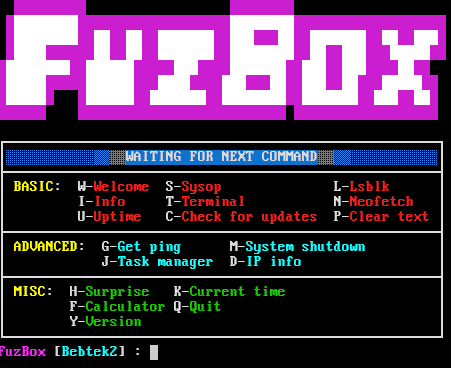 FuzBox
WAITING FOR NEXT COMMAND
BASIC: W-Welcome S-Sysop L-Lsblk
I-Info T-Terminal N-Neofetch
U-Uptime C-Check for updates P-Clear text
ADVANCED: G-Get ping M-System shutdown
J-Task manager D-IP info
MISC: H-Surprise K-Current time
F-Calculator Q-Quit
Y-Version
FuzBox [Bebtek2] :